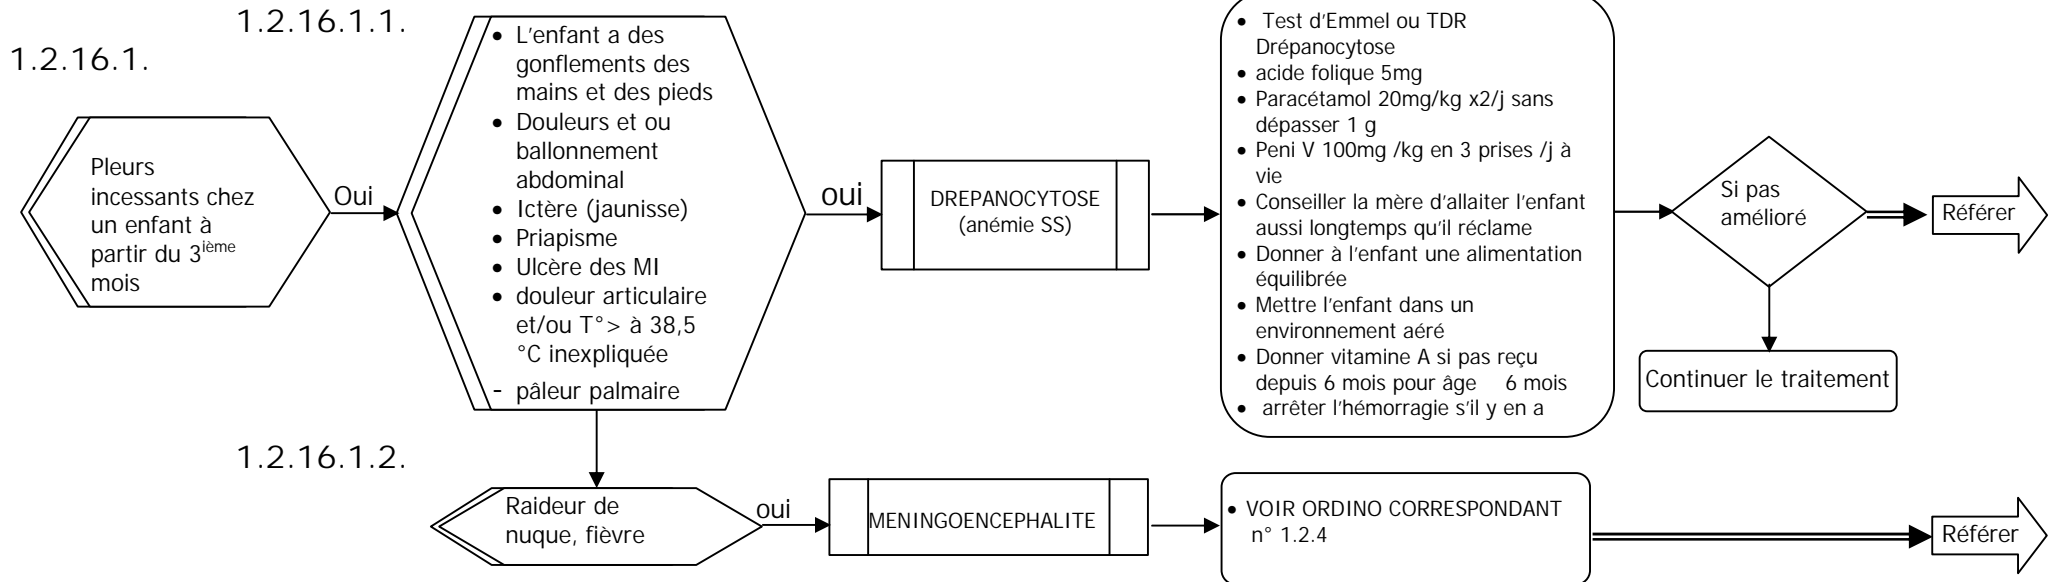 1.2.16.1.1.
1.2.16.1.
Pleurs
incessants chez
un enfant à
partir du 3ième
mois
Oui
• L'enfant a des
gonflements des
mains et des pieds
• Douleurs et ou
ballonnement
abdominal
• Ictère (jaunisse)
• Priapisme
• Ulcère des MI
• douleur articulaire
et/ou T°> à 38,5
°C inexpliquée
- pâleur palmaire
oui
DREPANOCYTOSE
(anémie SS)
• Test d'Emmel ou TDR
Drépanocytose
• acide folique 5mg
• Paracétamol 20mg/kg x2/j sans
dépasser 1 g
• Peni V 100mg /kg en 3 prises /j à
vie
• Conseiller la mère d'allaiter l'enfant
aussi longtemps qu'il réclame
• Donner à l'enfant une alimentation
équilibrée
• Mettre l'enfant dans un
environnement aéré
• Donner vitamine A si pas reçu
depuis 6 mois pour âge 6 mois
• arrêter l'hémorragie s'il y en a
Si pas
amélioré
Référer
Continuer le traitement
1.2.16.1.2.
Raideur de
nuque, fièvre
oui
MENINGOENCEPHALITE
• VOIR ORDINO CORRESPONDANT
n° 1.2.4
Référer